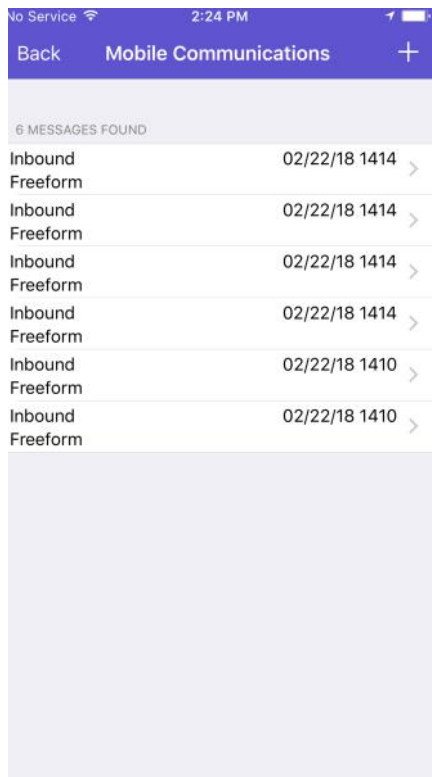 No Service 2:24 PM
Back Mobile Communications +
6 MESSAGES FOUND
Inbound 02/22/18 1414
Freeform
Inbound 02/22/18 1414
Freeform
Inbound 02/22/18 1414
Freeform
Inbound 02/22/18 1414
Freeform
Inbound 02/22/18 1410
Freeform
Inbound 02/22/18 1410
Freeform